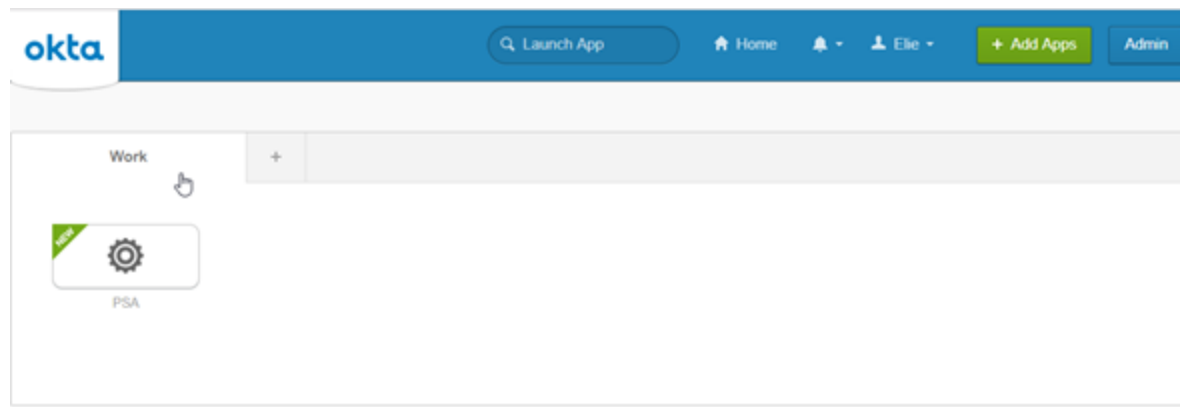 okta
Launch App
Home
Elie
+ Add Apps
Admin
Work
+
NEW
PSA